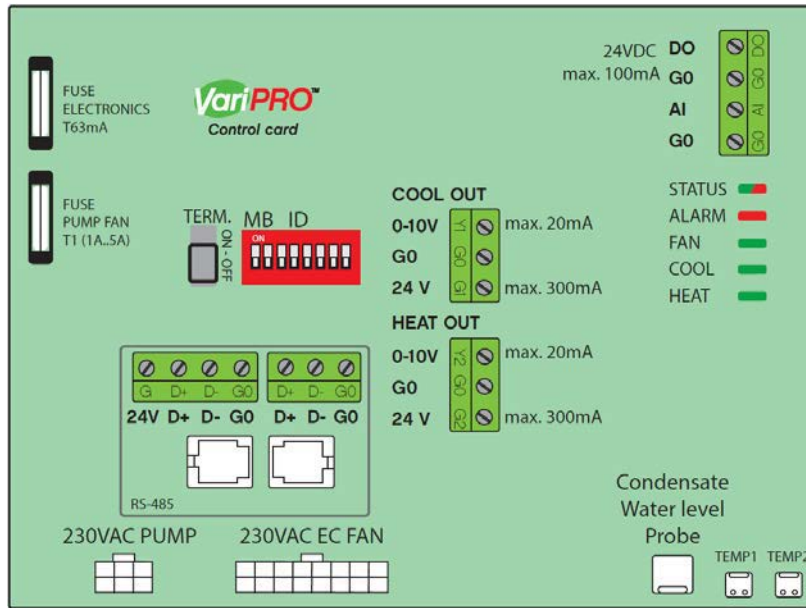 FUSE
ELECTRONICS
T63mA
VariPRO™
Control card
24VDC
max. 100mA
DO
G0
AI
G0
DO
G0
AI
G0
FUSE
PUMP FAN
T1 (1A..5A)
TERM.
ON - OFF
MB ID
ON
COOL OUT
0-10V Y1 max. 20mA
G0 G0
24 V G1 max. 300mA
HEAT OUT
0-10V Y2 max. 20mA
G0 G0
24 V G2 max. 300mA
STATUS
ALARM
FAN
COOL
HEAT
G D+ D- G0 D+ D- G0
24V D+ D- G0 D+ D- G0
RS-485
230VAC PUMP
230VAC EC FAN
Condensate
Water level
Probe
TEMP1 TEMP2